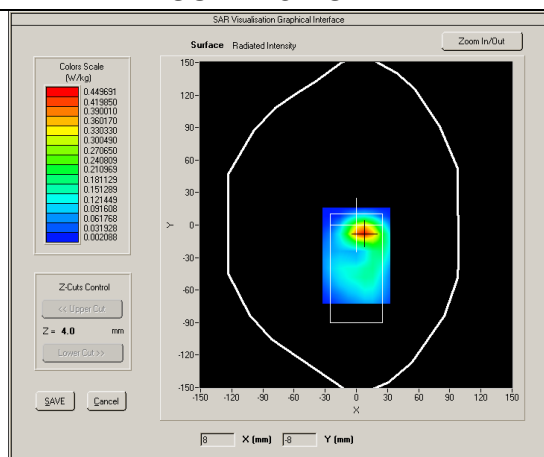 SAR Visualisation Graphical Interface
Surface Radiated Intensity
Zoom In/Out
Colors Scale
(W/kg)
0.449691
0.419850
0.390010
0.360170
0.330330
0.300490
0.270650
0.240809
0.210969
0.181129
0.151289
0.121449
0.091608
0.061768
0.031928
0.002088
Z-Cuts Control
<< Upper Cut
Z = 4.0 mm
Lower Cut >>
SAVE
Cancel
150-
120-
90-
60-
30-
0-
-30-
-60-
-90-
-120-
-150-
Y
-150 -120 -90 -60 -30 0 30 60 90 120 150
X
8 X (mm) -8 Y (mm)